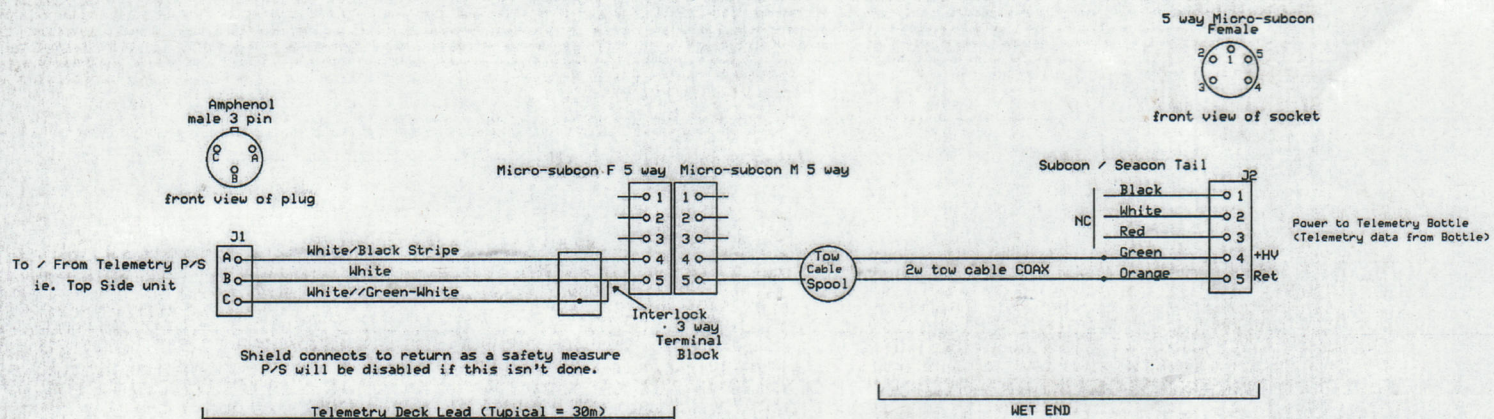 5 way Micro-subcon
Female
2 1 5
3 4
front view of socket
Amphenol
male 3 pin
C A
B
front view of plug
Micro-subcon F 5 way Micro-subcon M 5 way
Subcon / Seacon Tail
J2
1 1 Black 1
2 2 White 2
NC
3 3 Red 3
Power to Telemetry Bottle
(Telemetry data from Bottle)
J1
To / From Telemetry P/S
ie. Top Side unit
A White/Black Stripe 4 4 Green 4 +HV
B White 5 5 Orange 5 Ret
C White//Green-White
Tow
Cable
Spool
2w tow cable COAX
Interlock
3 way
Terminal
Block
Shield connects to return as a safety measure
P/S will be disabled if this isn't done.
Telemetry Deck Lead (Typical = 30m)
WET END